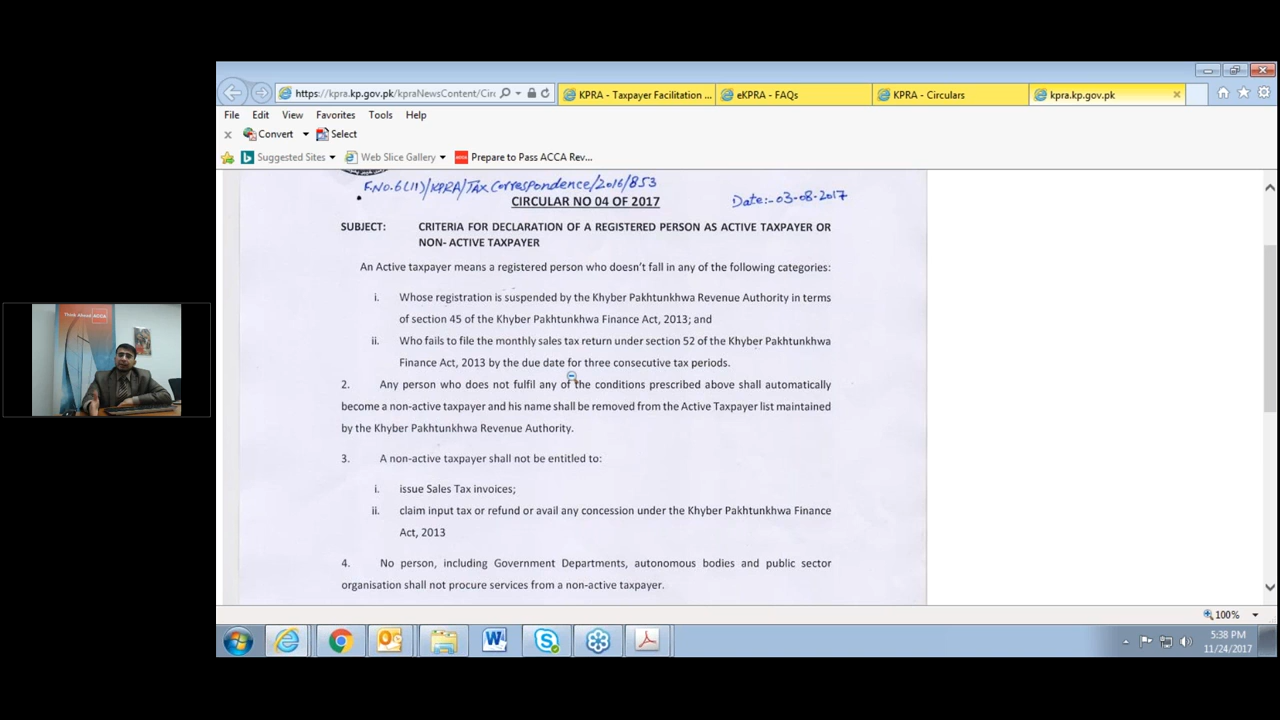 https://kpra.kp.gov.pk/kpraNewsContent/Cir
KPRA - Taxpayer Facilitation ...
eKPRA - FAQs
KPRA - Circulars
kpra.kp.gov.pk
File Edit View Favorites Tools Help
Convert Select
Suggested Sites Web Slice Gallery ACCA Prepare to Pass ACCA Rev...
F.No.6(11)/KPRA/Tax Correspondence/2016/853
CIRCULAR NO 04 OF 2017
Date:-03-08-2017
SUBJECT: CRITERIA FOR DECLARATION OF A REGISTERED PERSON AS ACTIVE TAXPAYER OR
NON- ACTIVE TAXPAYER
An Active taxpayer means a registered person who doesn't fall in any of the following categories:
i. Whose registration is suspended by the Khyber Pakhtunkhwa Revenue Authority in terms
of section 45 of the Khyber Pakhtunkhwa Finance Act, 2013; and
ii. Who fails to file the monthly sales tax return under section 52 of the Khyber Pakhtunkhwa
Finance Act, 2013 by the due date for three consecutive tax periods.
2. Any person who does not fulfil any of the conditions prescribed above shall automatically
become a non-active taxpayer and his name shall be removed from the Active Taxpayer list maintained
by the Khyber Pakhtunkhwa Revenue Authority.
3. A non-active taxpayer shall not be entitled to:
i. issue Sales Tax invoices;
ii. claim input tax or refund or avail any concession under the Khyber Pakhtunkhwa Finance
Act, 2013
4. No person, including Government Departments, autonomous bodies and public sector
organisation shall not procure services from a non-active taxpayer.
Think Ahead ACCA
100%
5:38 PM
11/24/2017